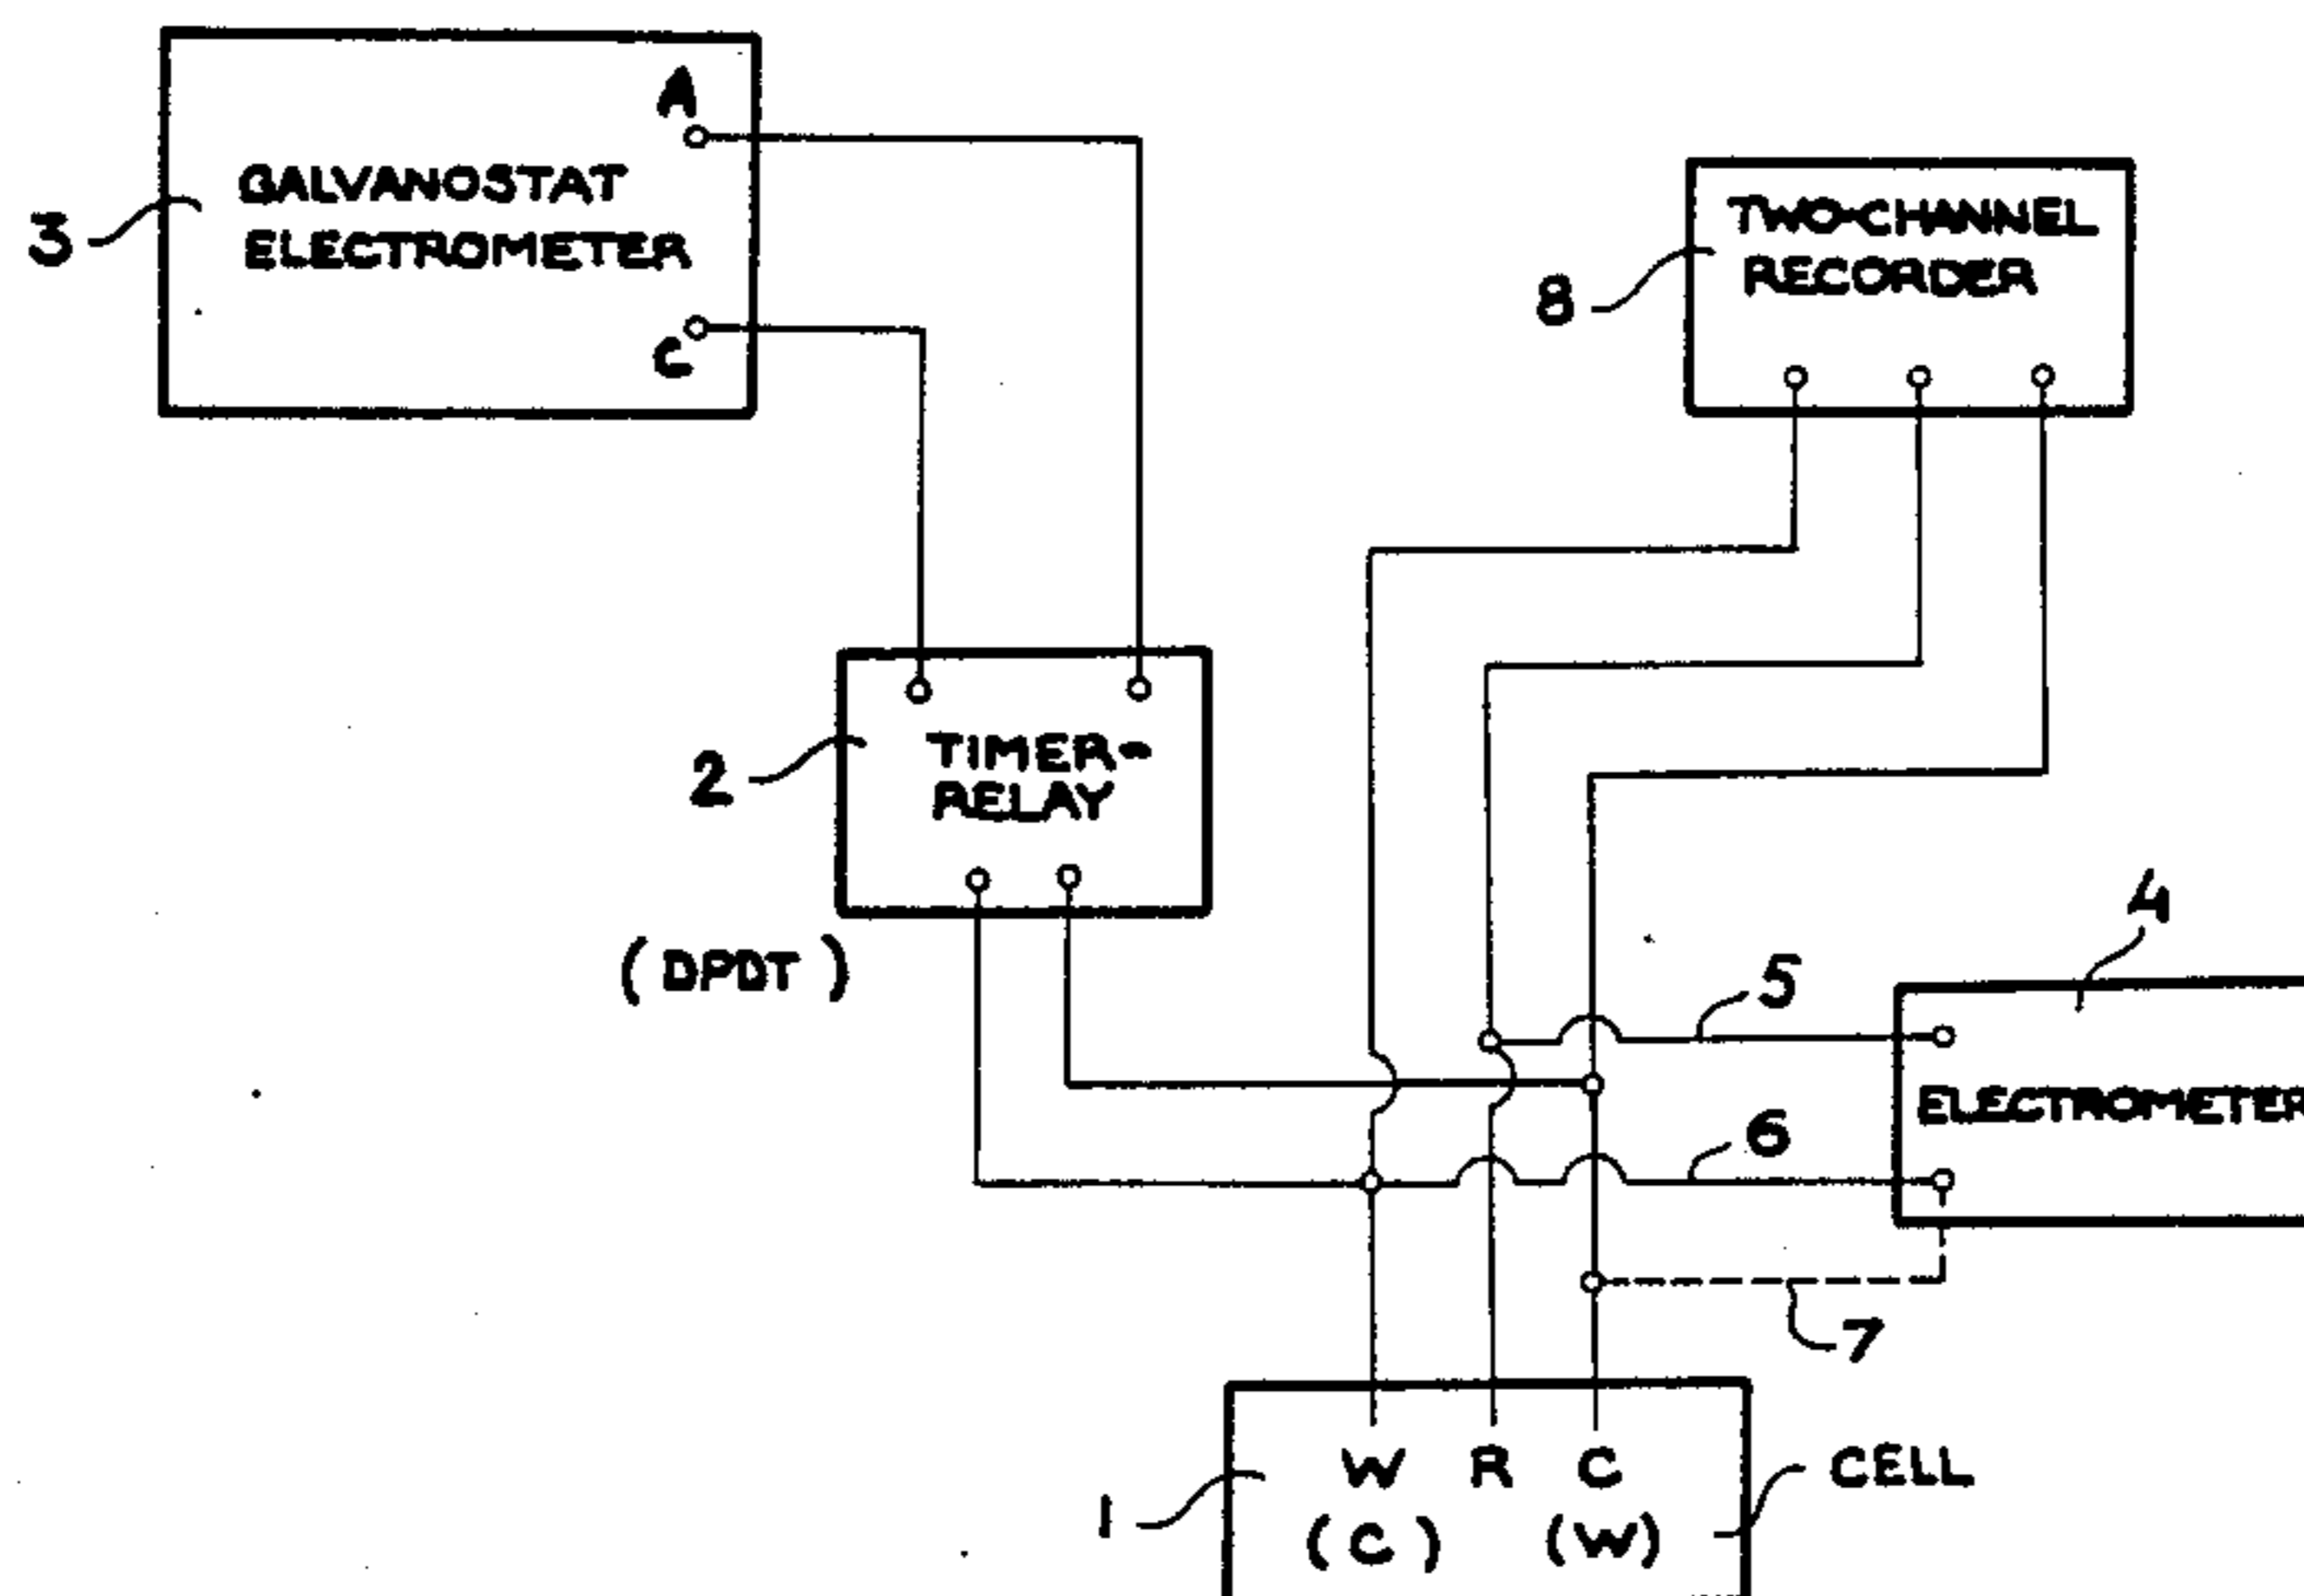 A
GALVANOSTAT
ELECTROMETER
3
C
TWO-CHANNEL
RECORDER
8
TIMER-
RELAY
2
(DPDT)
4
5
ELECTROMETER
6
7
W R C
CELL
1
(C) (W)